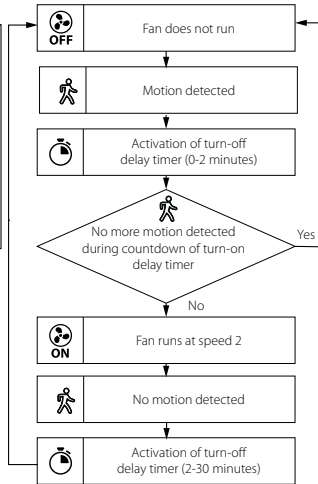 OFF
Fan does not run
Motion detected
Activation of turn-off
delay timer (0-2 minutes)
No more motion detected
during countdown of turn-on
delay timer
Yes
No
ON
Fan runs at speed 2
No motion detected
Activation of turn-off
delay timer (2-30 minutes)